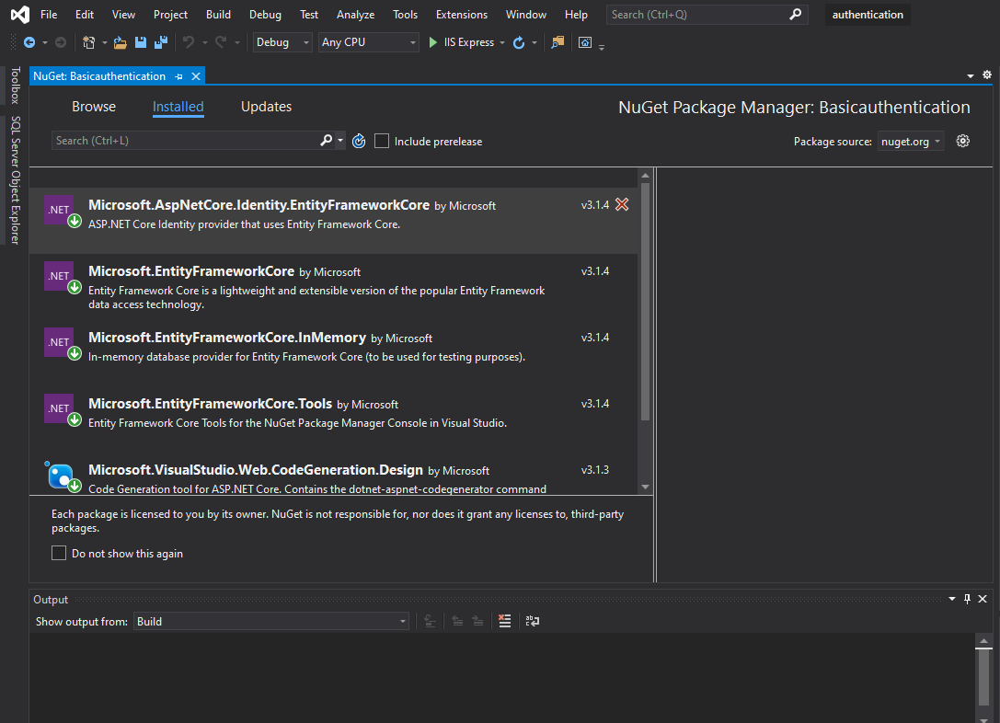 File Edit View Project Build Debug Test Analyze Tools Extensions Window Help Search (Ctrl+Q) authentication
Debug Any CPU IIS Express
Toolbox
SQL Server Object Explorer
NuGet: Basicauthentication
Browse Installed Updates NuGet Package Manager: Basicauthentication
Search (Ctrl+L) Include prerelease Package source: nuget.org
.NET Microsoft.AspNetCore.Identity.EntityFrameworkCore by Microsoft v3.1.4
ASP.NET Core Identity provider that uses Entity Framework Core.
.NET Microsoft.EntityFrameworkCore by Microsoft v3.1.4
Entity Framework Core is a lightweight and extensible version of the popular Entity Framework
data access technology.
.NET Microsoft.EntityFrameworkCore.InMemory by Microsoft v3.1.4
In-memory database provider for Entity Framework Core (to be used for testing purposes).
.NET Microsoft.EntityFrameworkCore.Tools by Microsoft v3.1.4
Entity Framework Core Tools for the NuGet Package Manager Console in Visual Studio.
Microsoft.VisualStudio.Web.CodeGeneration.Design by Microsoft v3.1.3
Code Generation tool for ASP.NET Core. Contains the dotnet-aspnet-codegenerator command
Each package is licensed to you by its owner. NuGet is not responsible for, nor does it grant any licenses to, third-party
packages.
Do not show this again
Output
Show output from: Build